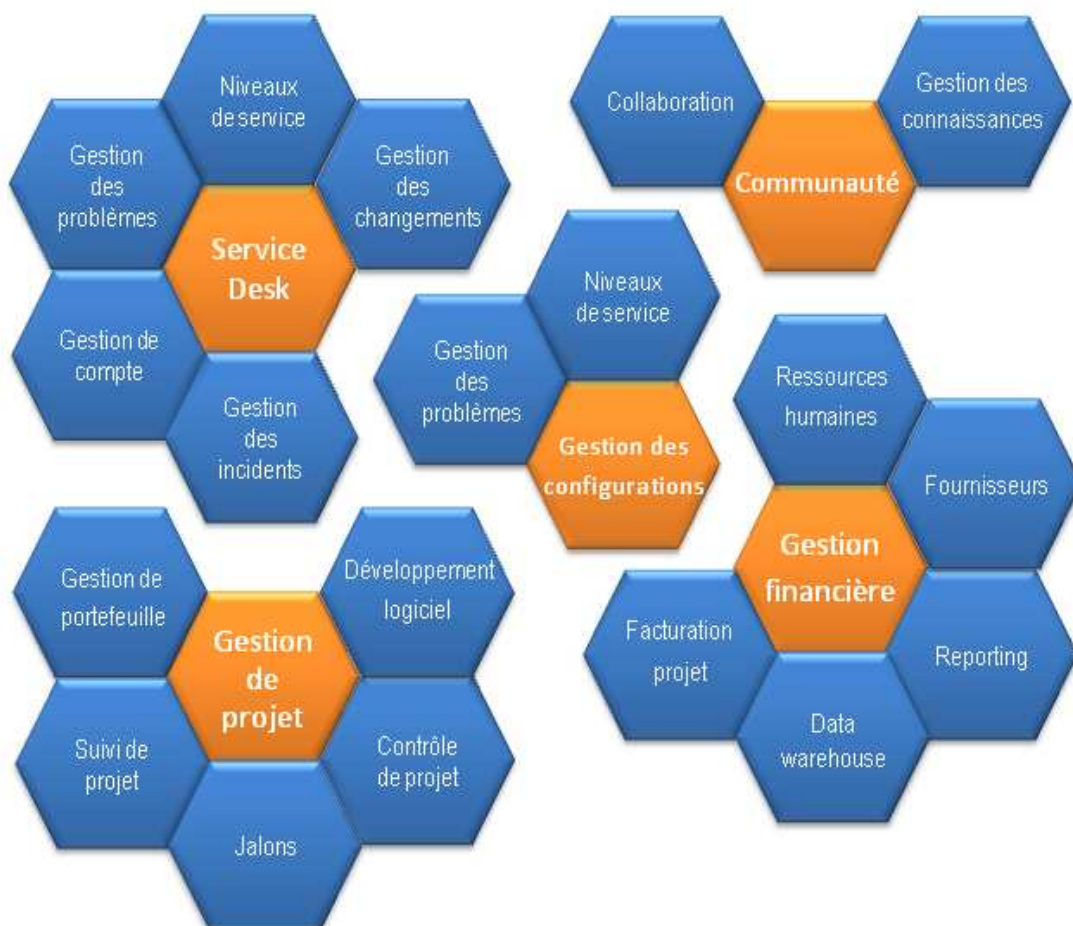 Niveaux
de service
Gestion
des
problèmes
Gestion
des
changements
Service
Desk
Gestion de
compte
Gestion
des
incidents
Collaboration
Gestion des
connaissances
Communauté
Niveaux
de service
Gestion
des
problèmes
Gestion des
configurations
Ressources
humaines
Fournisseurs
Gestion
financière
Facturation
projet
Reporting
Data
warehouse
Gestion de
portefeuille
Développement
logiciel
Gestion
de
projet
Suivi de
projet
Contrôle
de projet
Jalons